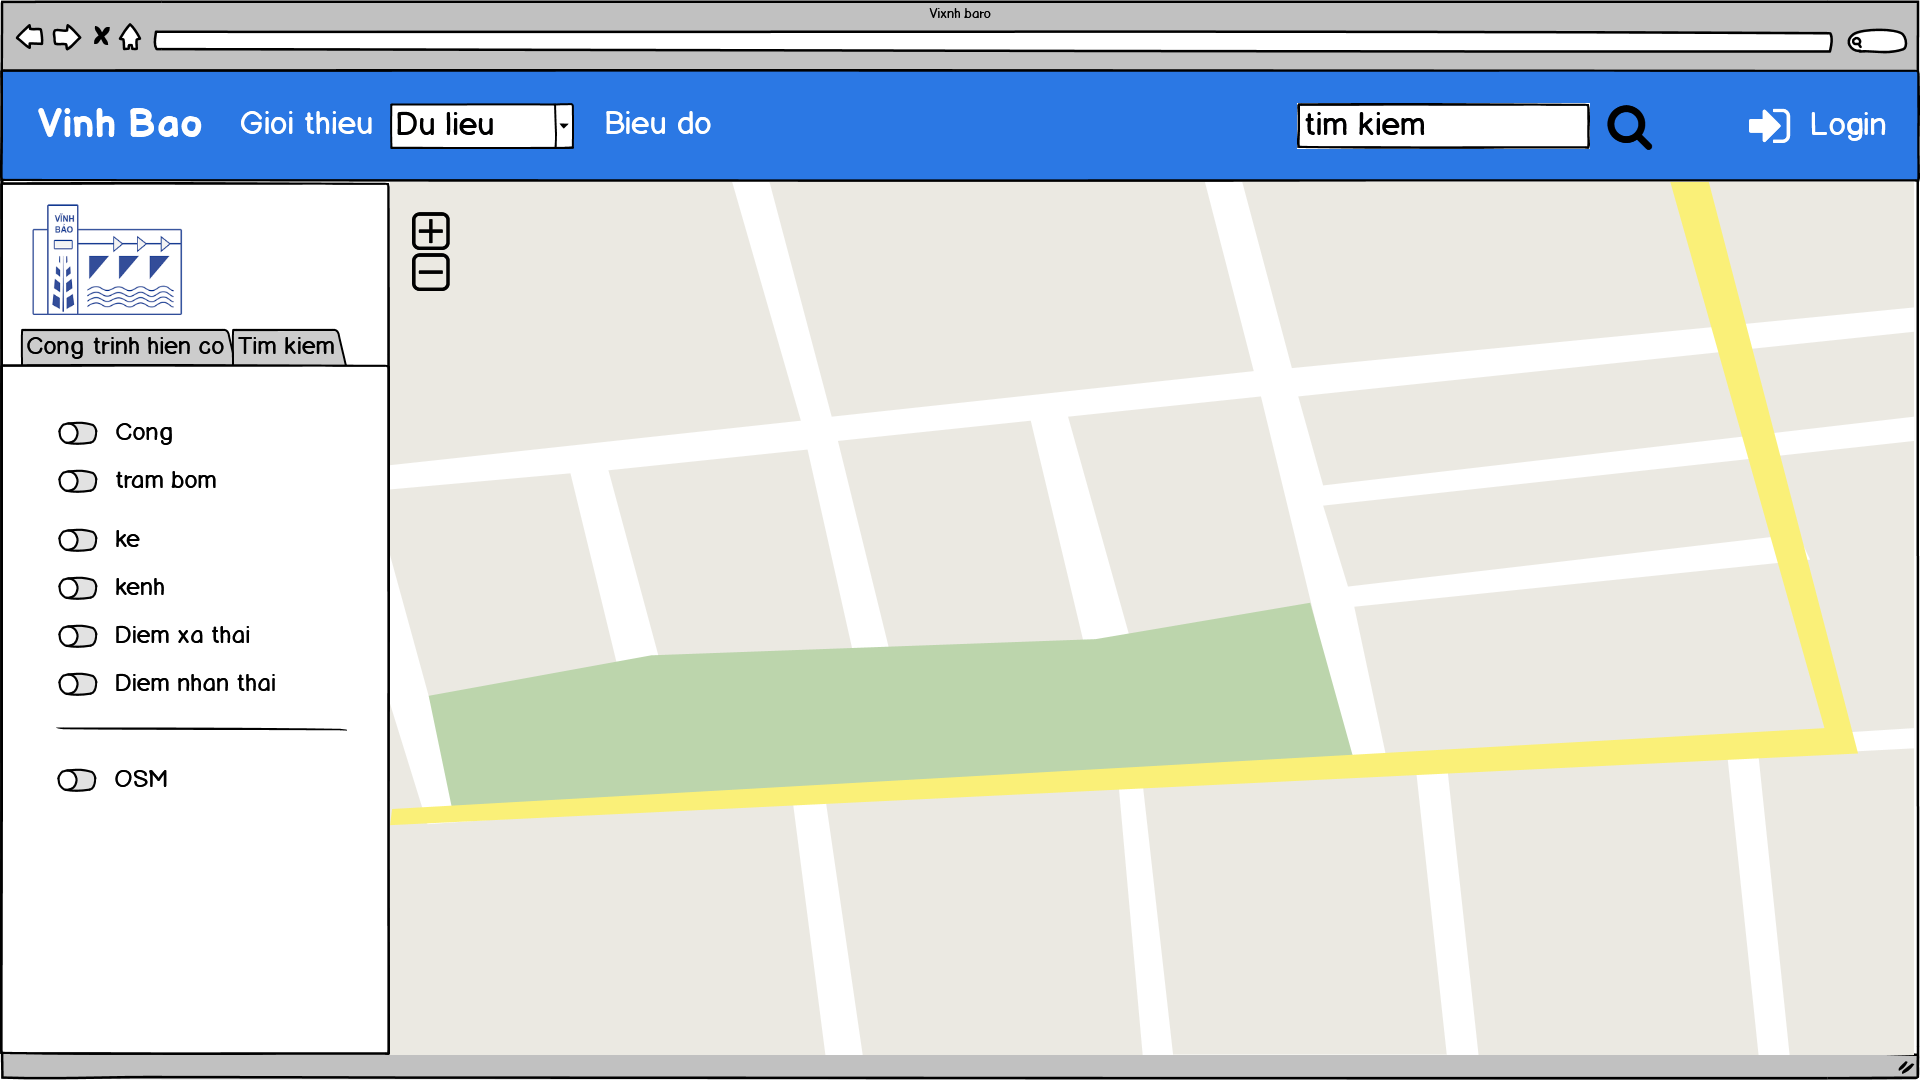 Vixnh baro
Vinh Bao Gioi thieu Du lieu Bieu do tim kiem Login
VĨNH
BẢO
Cong trinh hien co Tim kiem
Cong
tram bom
ke
kenh
Diem xa thai
Diem nhan thai
OSM